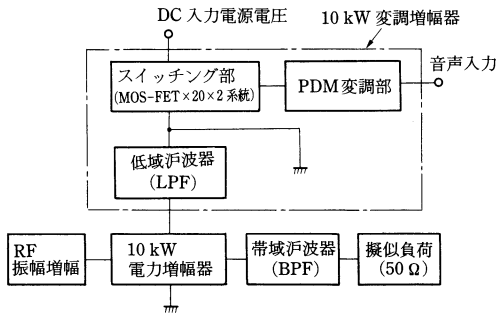 DC 入力電源電圧
10 kW 変調増幅器
スイッチング部
(MOS-FET×20×2 系統)
PDM 変調部
音声入力
低域沪波器
(LPF)
RF
振幅増幅
10 kW
電力増幅器
帯域沪波器
(BPF)
擬似負荷
(50 Ω)